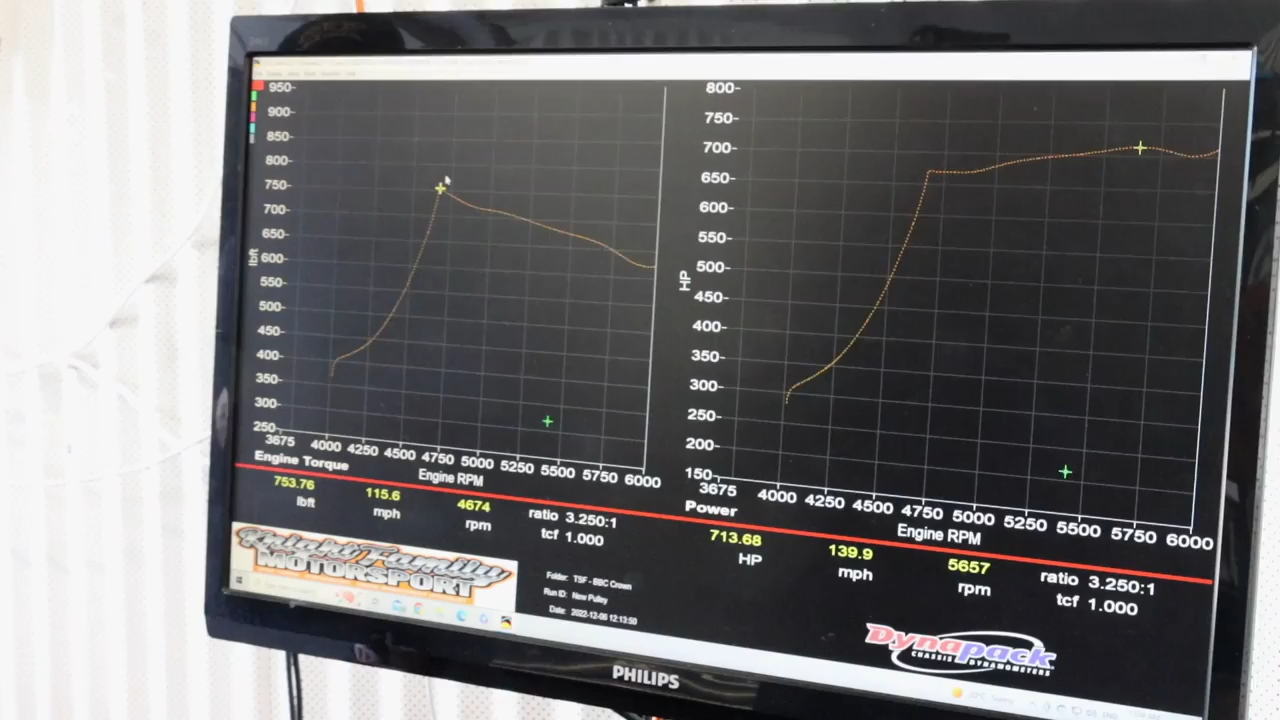 950-
900-
850-
800-
750-
700-
650-
600-
550-
500-
450-
400-
350-
300-
250-
lbft
3675 4000 4250 4500 4750 5000 5250 5500 5750 6000
Engine Torque
Engine RPM
753.76 lbft
115.6 mph
4674 rpm
ratio 3.250:1
tcf 1.000
800-
750-
700-
650-
600-
550-
500-
450-
400-
350-
300-
250-
200-
150-
HP
3675 4000 4250 4500 4750 5000 5250 5500 5750 6000
Power
Engine RPM
713.68 HP
139.9 mph
5657 rpm
ratio 3.250:1
tcf 1.000
Knight Family
MOTORSPORT
Folder: TSF - BBC Crown
Run ID: New Pulley
Date: 2022-12-06 12:13:50
Dynapack
CHASSIS DYNAMOMETERS
PHILIPS